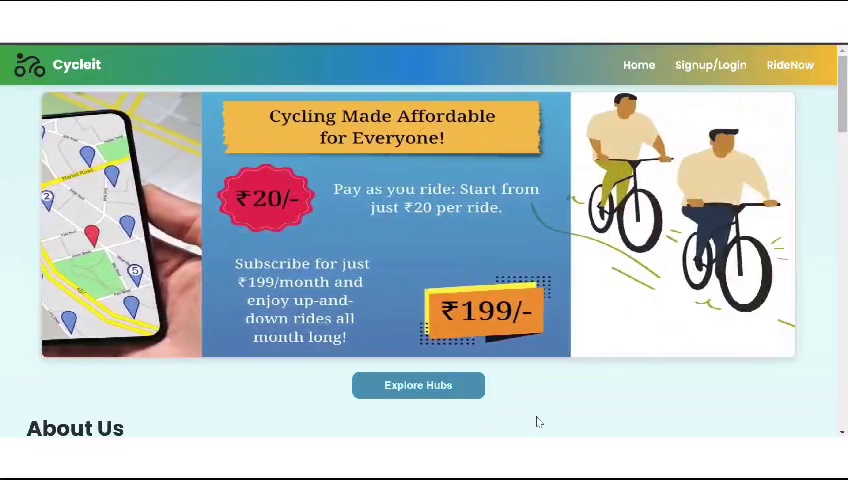 Cycleit
Home
Signup/Login
RideNow
Cycling Made Affordable
for Everyone!
₹20/-
Pay as you ride: Start from
just ₹20 per ride.
Subscribe for just
₹199/month and
enjoy up-and-
down rides all
month long!
₹199/-
2
5
Explore Hubs
About Us